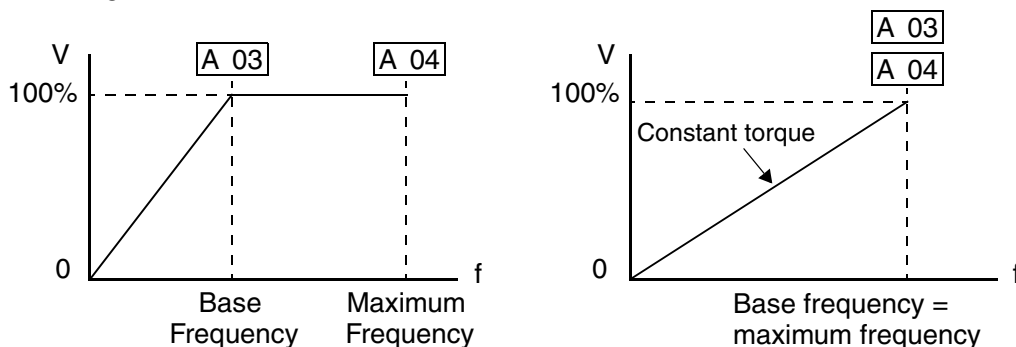 V
A 03
A 04
100%
0
f
Base
Frequency
Maximum
Frequency
A 03
A 04
V
100%
Constant torque
0
f
Base frequency =
maximum frequency